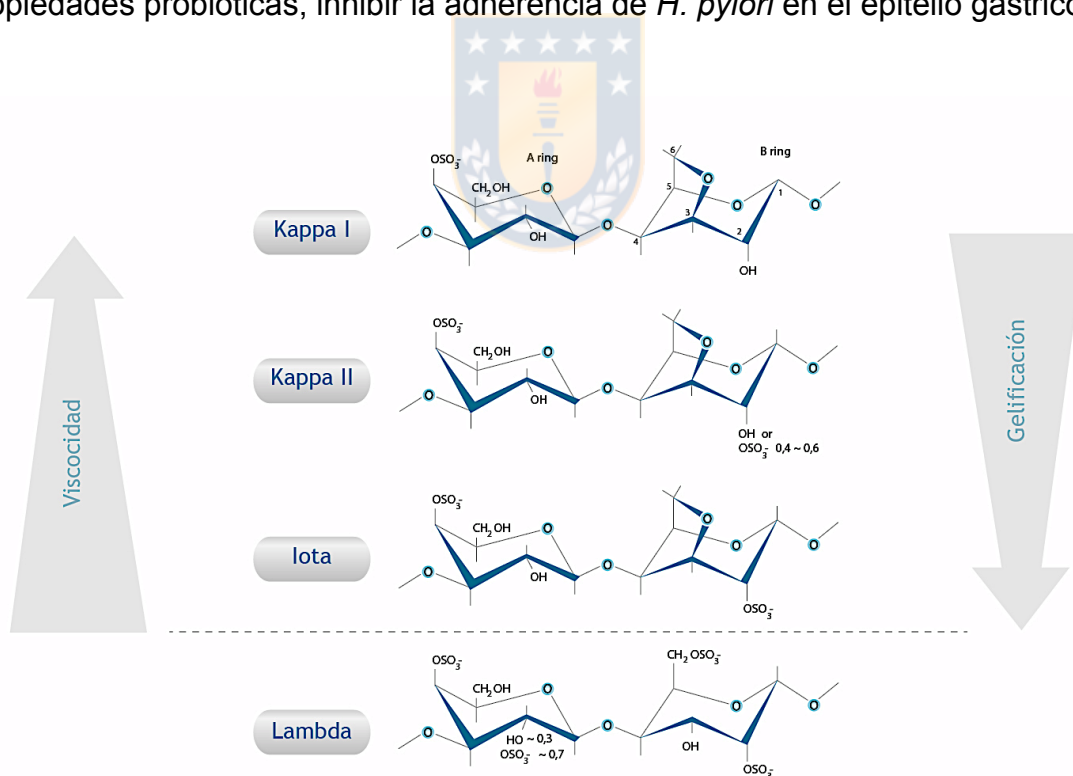 opiedades probióticas, inhibir la adherencia de H. pylori en el epitelio gástrico
Kappa I
OSO3-
A ring
CH2OH
O
O
OH
O
6
5
4
3
2
1
B ring
O
O
O
OH
Kappa II
OSO3-
CH2OH
O
O
OH
O
O
O
O
OH or
OSO3- 0,4 ~ 0,6
Iota
OSO3-
CH2OH
O
O
OH
O
O
O
O
OSO3-
Lambda
OSO3-
CH2OH
O
O
HO ~ 0,3
OSO3- ~ 0,7
O
CH2OSO3-
O
O
OH
OSO3-
Viscocidad
Gelificación